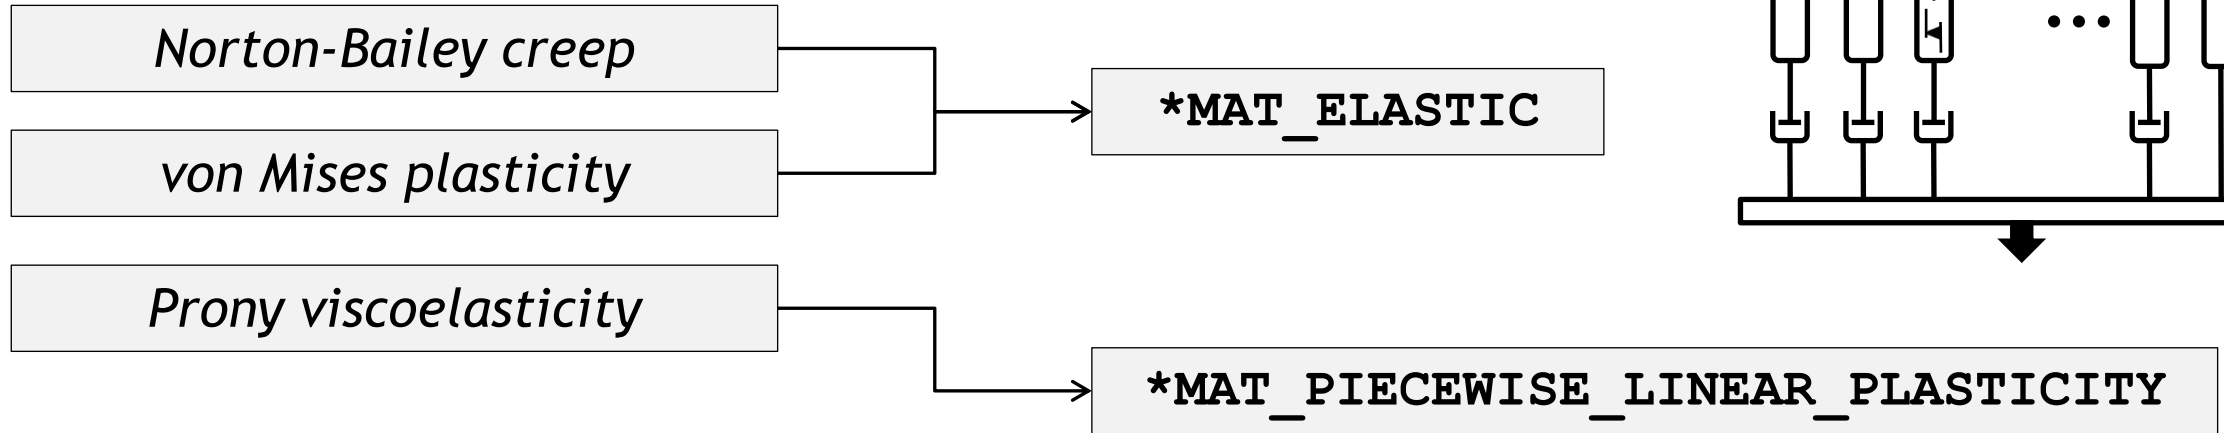 Norton-Bailey creep
*MAT_ELASTIC
von Mises plasticity
Prony viscoelasticity
*MAT_PIECEWISE_LINEAR_PLASTICITY